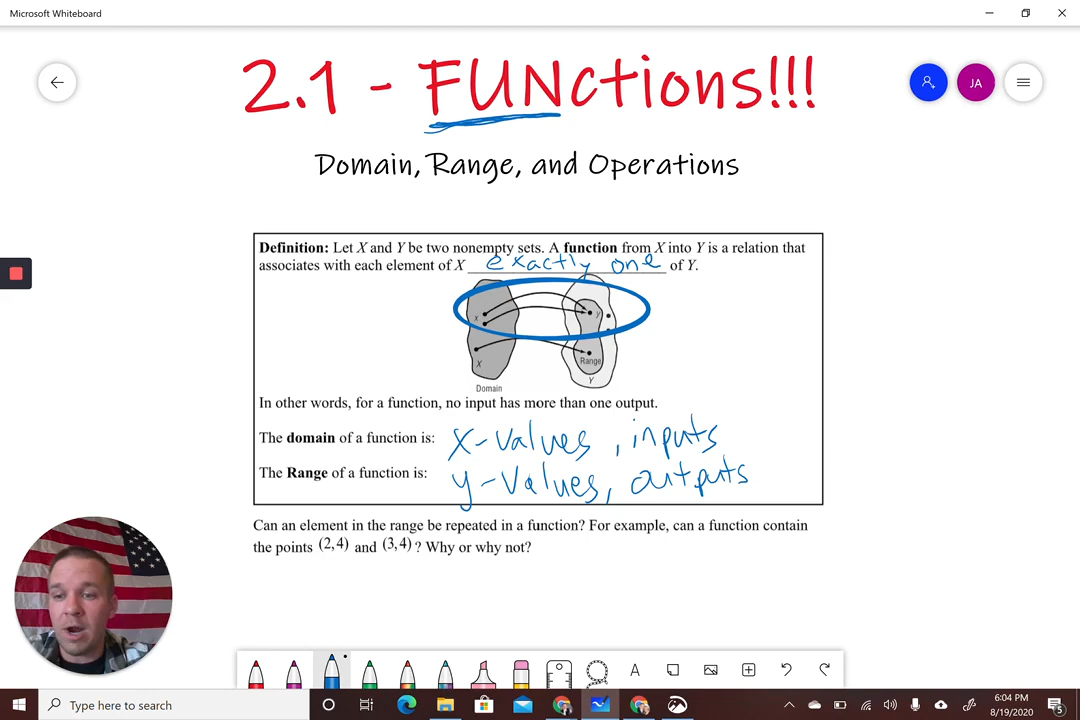 Microsoft Whiteboard
2.1 - FUNctions!!!
JA
Domain, Range, and Operations
Definition: Let X and Y be two nonempty sets. A function from X into Y is a relation that
associates with each element of X exactly one of Y.
x
y
X
Range
Y
Domain
In other words, for a function, no input has more than one output.
The domain of a function is: x-values, inputs
The Range of a function is: y-values, outputs
Can an element in the range be repeated in a function? For example, can a function contain
the points (2,4) and (3,4)? Why or why not?
A
Type here to search
6:04 PM
8/19/2020
5